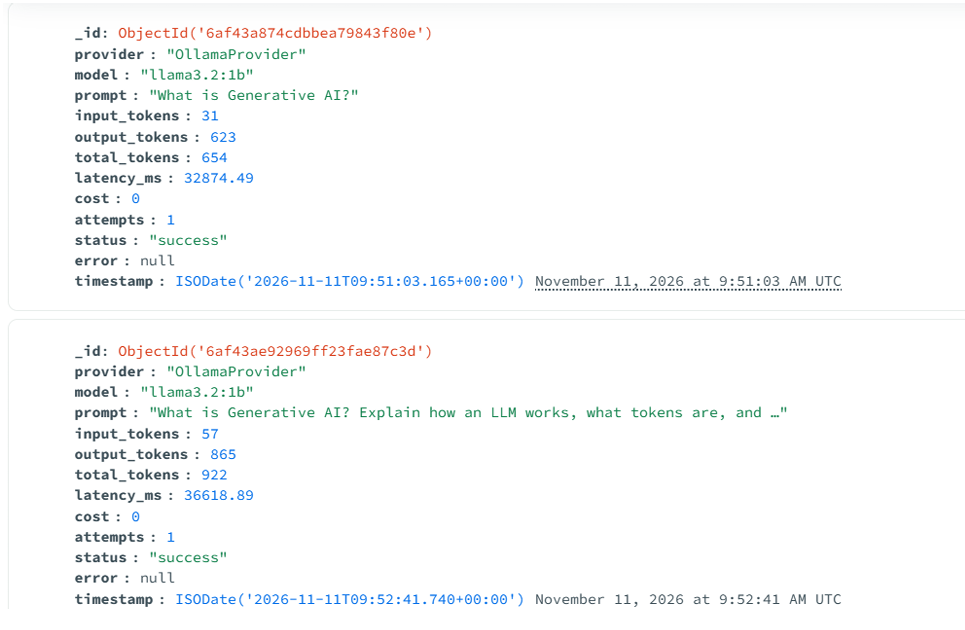 _id: ObjectId('6af43a874cdbbea79843f80e')
provider : "OllamaProvider"
model : "llama3.2:1b"
prompt : "What is Generative AI?"
input_tokens : 31
output_tokens : 623
total_tokens : 654
latency_ms : 32874.49
cost : 0
attempts : 1
status : "success"
error : null
timestamp : ISODate('2026-11-11T09:51:03.165+00:00') November 11, 2026 at 9:51:03 AM UTC
_id: ObjectId('6af43ae92969ff23fae87c3d')
provider : "OllamaProvider"
model : "llama3.2:1b"
prompt : "What is Generative AI? Explain how an LLM works, what tokens are, and …"
input_tokens : 57
output_tokens : 865
total_tokens : 922
latency_ms : 36618.89
cost : 0
attempts : 1
status : "success"
error : null
timestamp : ISODate('2026-11-11T09:52:41.740+00:00') November 11, 2026 at 9:52:41 AM UTC